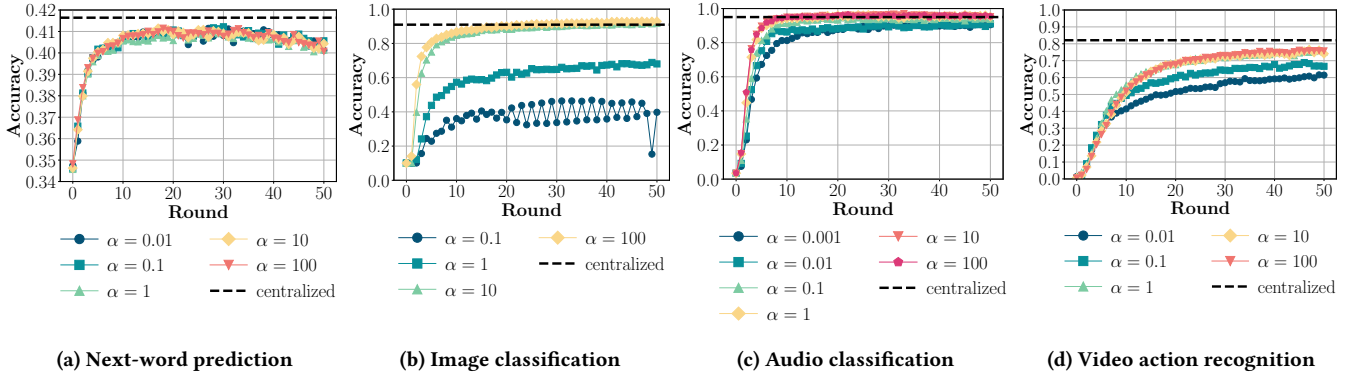 0.42
0.41
0.41
0.40
0.39
0.38
0.37
0.36
0.35
0.34
Accuracy
0 10 20 30 40 50
Round
α = 0.01 α = 10
α = 0.1 α = 100
α = 1 centralized
(a) Next-word prediction
1.0
0.8
0.6
0.4
0.2
0.0
Accuracy
0 10 20 30 40 50
Round
α = 0.1 α = 100
α = 1 centralized
α = 10
(b) Image classification
1.0
0.8
0.6
0.4
0.2
0.0
Accuracy
0 10 20 30 40 50
Round
α = 0.001 α = 10
α = 0.01 α = 100
α = 0.1 centralized
α = 1
(c) Audio classification
1.0
0.9
0.8
0.7
0.6
0.5
0.4
0.3
0.2
0.1
0.0
Accuracy
0 10 20 30 40 50
Round
α = 0.01 α = 10
α = 0.1 α = 100
α = 1 centralized
(d) Video action recognition